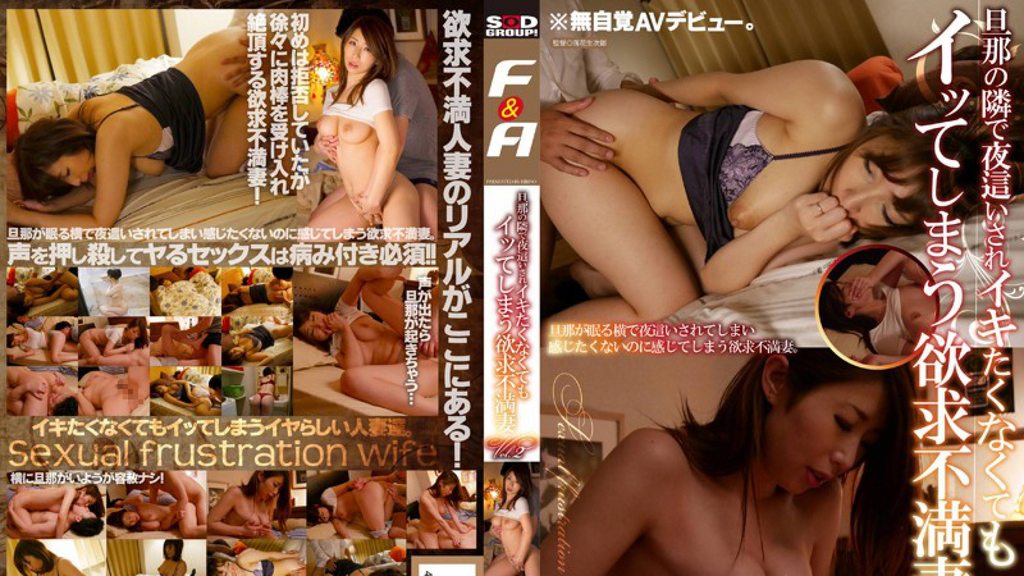 欲求不満人妻のリアルがここにある！
初めは拒否していたが
徐々に肉棒を受け入れ
絶頂する欲求不満妻！
旦那が眠る横で夜這いされてしまい感じたくないのに感じてしまう欲求不満妻。
声を押し殺してヤるセックスは病み付き必須!!
声が出たら
旦那が起きちゃう…
イキたくなくてもイッてしまうイヤらしい人妻達。
Sexual frustration wife
横に旦那がいようが容赦ナシ！
SOD
GROUP!
F&A
旦那の隣で夜這いされイキたくなくても
イッてしまう欲求不満妻
Vol.2
※無自覚AVデビュー。
旦那の隣で夜這いされイキたくなくても
イッてしまう欲求不満妻
旦那が眠る横で夜這いされてしまい
感じたくないのに感じてしまう欲求不満妻。
Sexual frustration